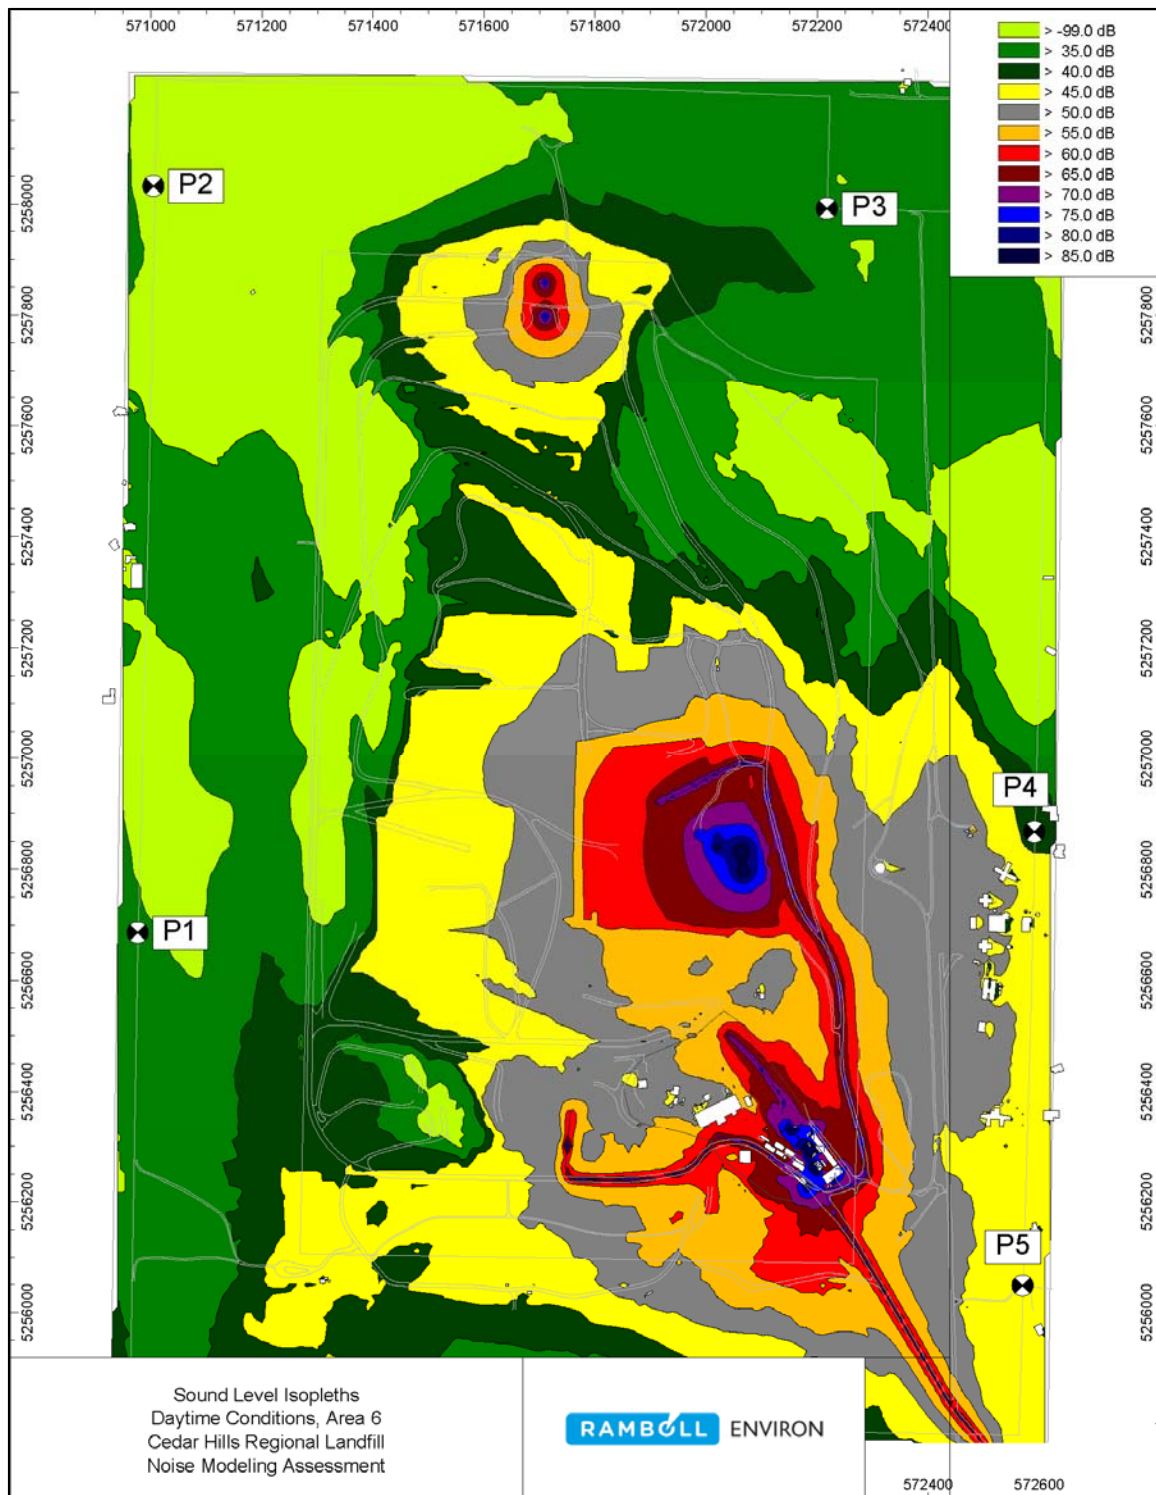 571000 571200 571400 571600 571800 572000 572200 572400
> -99.0 dB
> 35.0 dB
> 40.0 dB
> 45.0 dB
> 50.0 dB
> 55.0 dB
> 60.0 dB
> 65.0 dB
> 70.0 dB
> 75.0 dB
> 80.0 dB
> 85.0 dB
P2
P3
5258000
5257800
5257800
5257600
5257600
5257400
5257400
5257200
5257200
5257000
5257000
P4
5256800
5256800
P1
5256600
5256600
5256400
5256400
5256200
5256200
P5
5256000
5256000
Sound Level Isopleths
Daytime Conditions, Area 6
Cedar Hills Regional Landfill
Noise Modeling Assessment
RAMBOLL ENVIRON
572400 572600